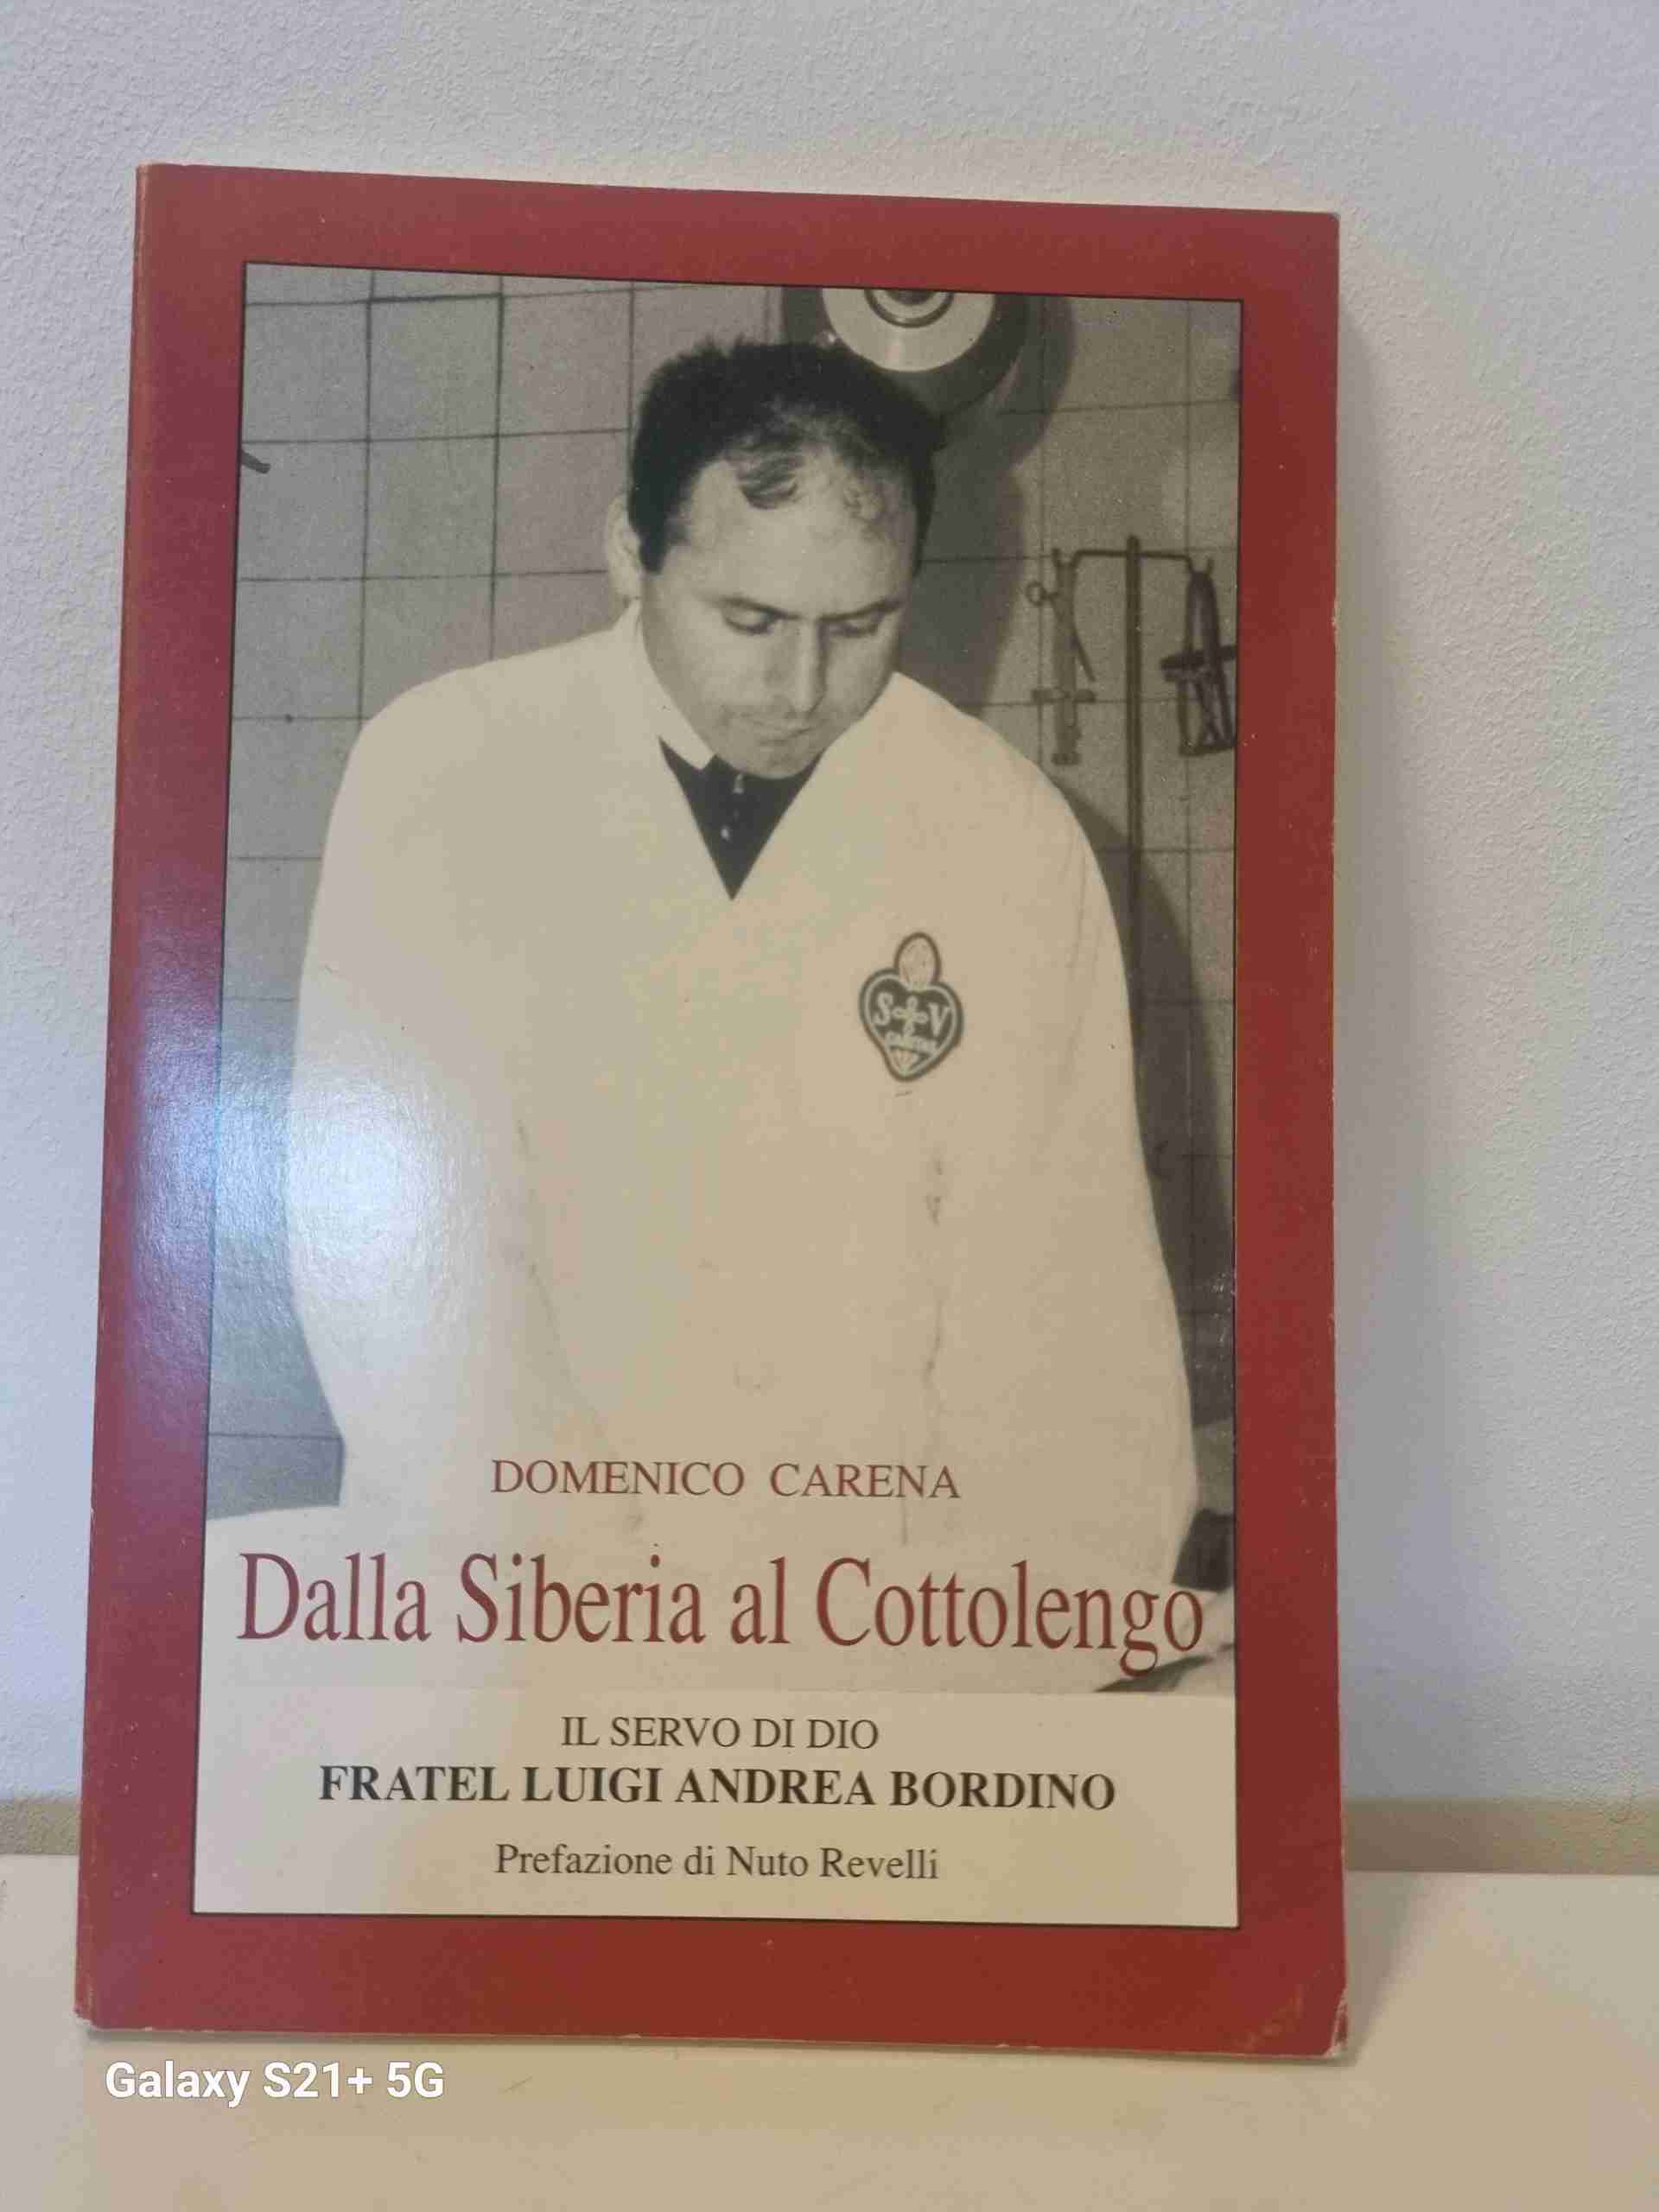 S V
CARITAS
DOMENICO CARENA
Dalla Siberia al Cottolengo
IL SERVO DI DIO
FRATEL LUIGI ANDREA BORDINO
Prefazione di Nuto Revelli
Galaxy S21+ 5G